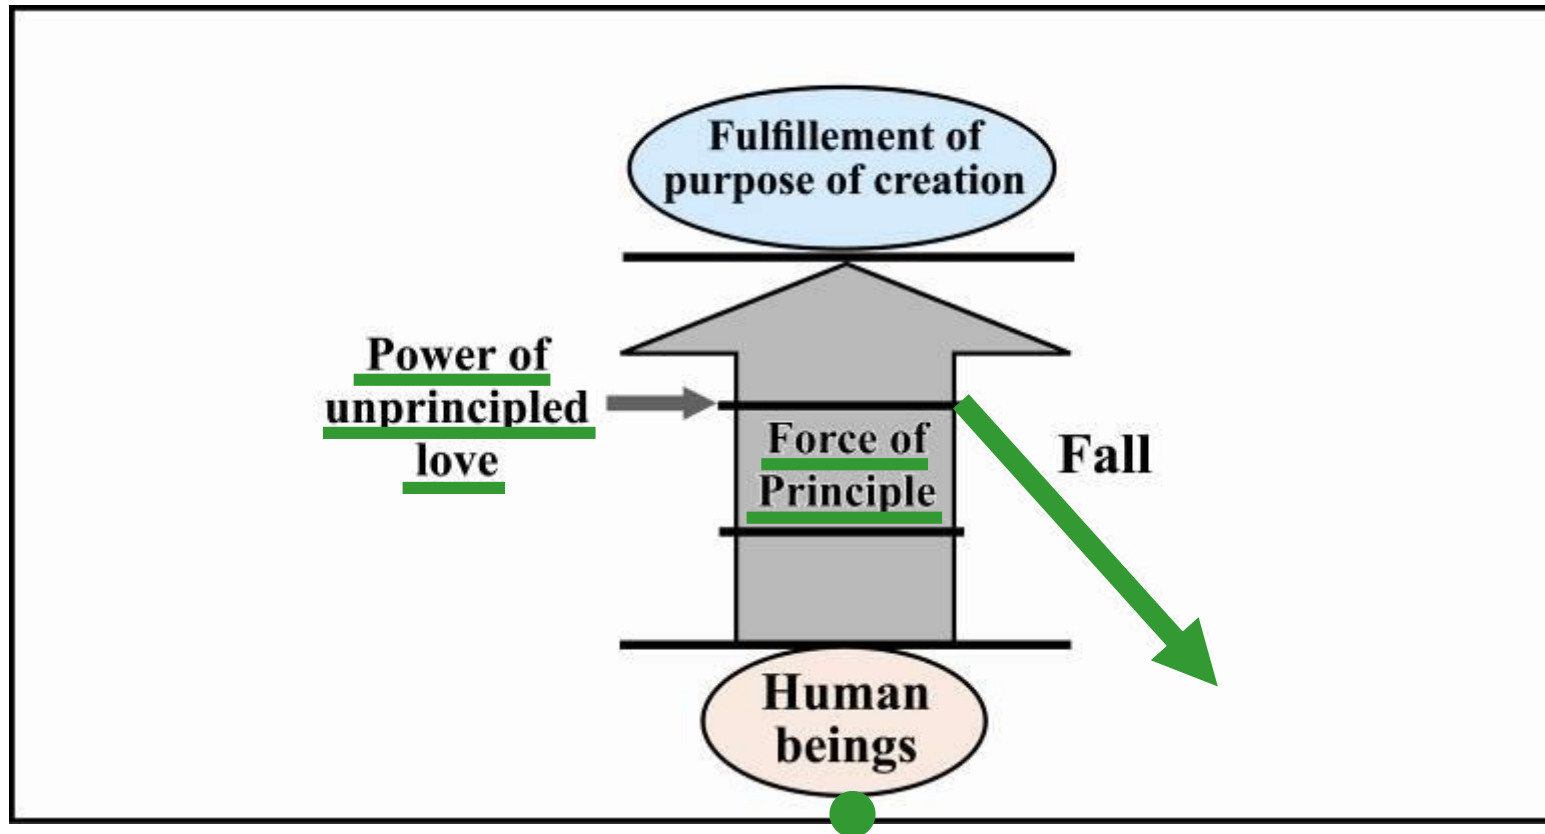 Fulfillement of
purpose of creation
Power of
unprincipled
love
Force of
Principle
Fall
Human
beings